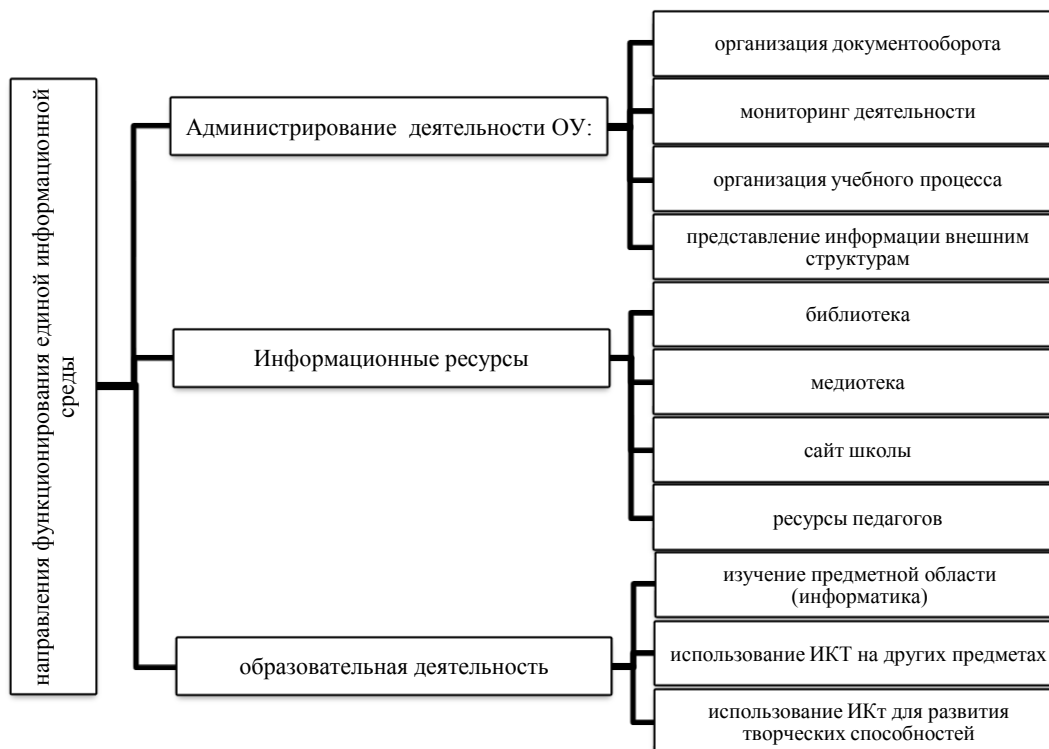 направления функционирования единой информационной
среды
Администрирование деятельности ОУ:
организация документооборота
мониторинг деятельности
организация учебного процесса
представление информации внешним
структурам
Информационные ресурсы
библиотека
медиотека
сайт школы
ресурсы педагогов
образовательная деятельность
изучение предметной области
(информатика)
использование ИКТ на других предметах
использование ИКт для развития
творческих способностей